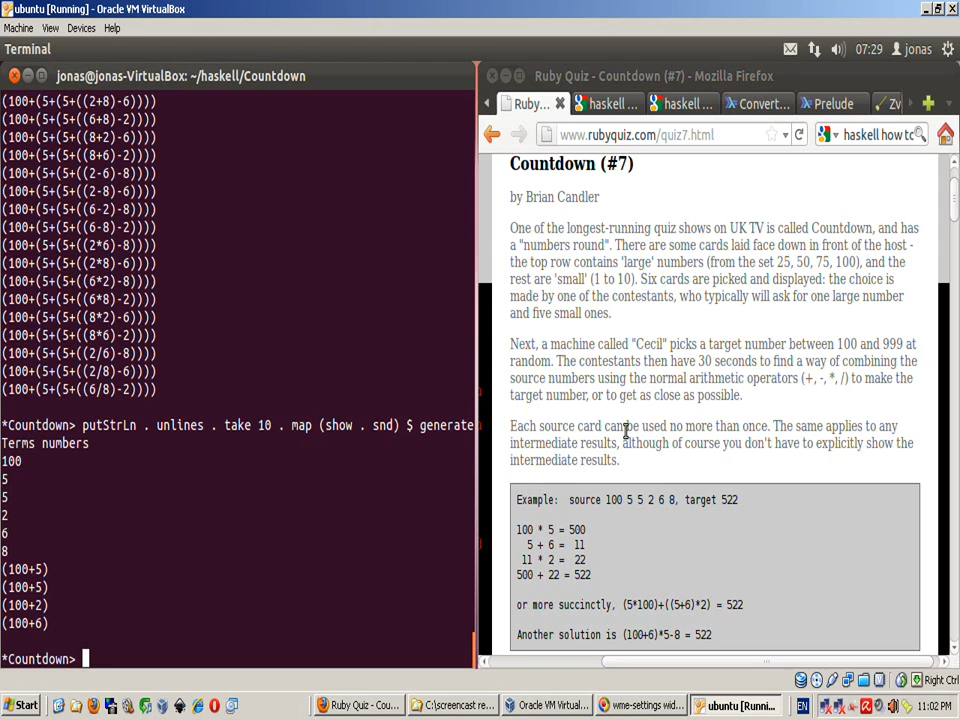 ubuntu [Running] - Oracle VM VirtualBox
Machine View Devices Help
Terminal
07:29 jonas
jonas@jonas-VirtualBox: ~/haskell/Countdown
(100+(5+(5+((2+8)-6))))
(100+(5+(5+((6+8)-2))))
(100+(5+(5+((8+2)-6))))
(100+(5+(5+((8+6)-2))))
(100+(5+(5+((2-6)-8))))
(100+(5+(5+((2-8)-6))))
(100+(5+(5+((6-2)-8))))
(100+(5+(5+((6-8)-2))))
(100+(5+(5+((2*6)-8))))
(100+(5+(5+((2*8)-6))))
(100+(5+(5+((6*2)-8))))
(100+(5+(5+((6*8)-2))))
(100+(5+(5+((8*2)-6))))
(100+(5+(5+((8*6)-2))))
(100+(5+(5+((2/6)-8))))
(100+(5+(5+((2/8)-6))))
(100+(5+(5+((6/8)-2))))
*Countdown> putStrLn . unlines . take 10 . map (show . snd) $ generate
Terms numbers
100
5
5
2
6
8
(100+5)
(100+5)
(100+2)
(100+6)
*Countdown>
Ruby Quiz - Countdown (#7) - Mozilla Firefox
Ruby... haskell ... haskell ... Convert... Prelude Zv
www.rubyquiz.com/quiz7.html
haskell how to
Countdown (#7)
by Brian Candler
One of the longest-running quiz shows on UK TV is called Countdown, and has
a "numbers round". There are some cards laid face down in front of the host -
the top row contains 'large' numbers (from the set 25, 50, 75, 100), and the
rest are 'small' (1 to 10). Six cards are picked and displayed: the choice is
made by one of the contestants, who typically will ask for one large number
and five small ones.
Next, a machine called "Cecil" picks a target number between 100 and 999 at
random. The contestants then have 30 seconds to find a way of combining the
source numbers using the normal arithmetic operators (+, -, *, /) to make the
target number, or to get as close as possible.
Each source card can be used no more than once. The same applies to any
intermediate results, although of course you don't have to explicitly show the
intermediate results.
Example: source 100 5 5 2 6 8, target 522
100 * 5 = 500
5 + 6 = 11
11 * 2 = 22
500 + 22 = 522
or more succinctly, (5*100)+((5+6)*2) = 522
Another solution is (100+6)*5-8 = 522
Right Ctrl
Start
Ruby Quiz - Cou...
C:\screencast re...
Oracle VM Virtual...
wme-settings wid...
ubuntu [Runnin...
EN
11:02 PM